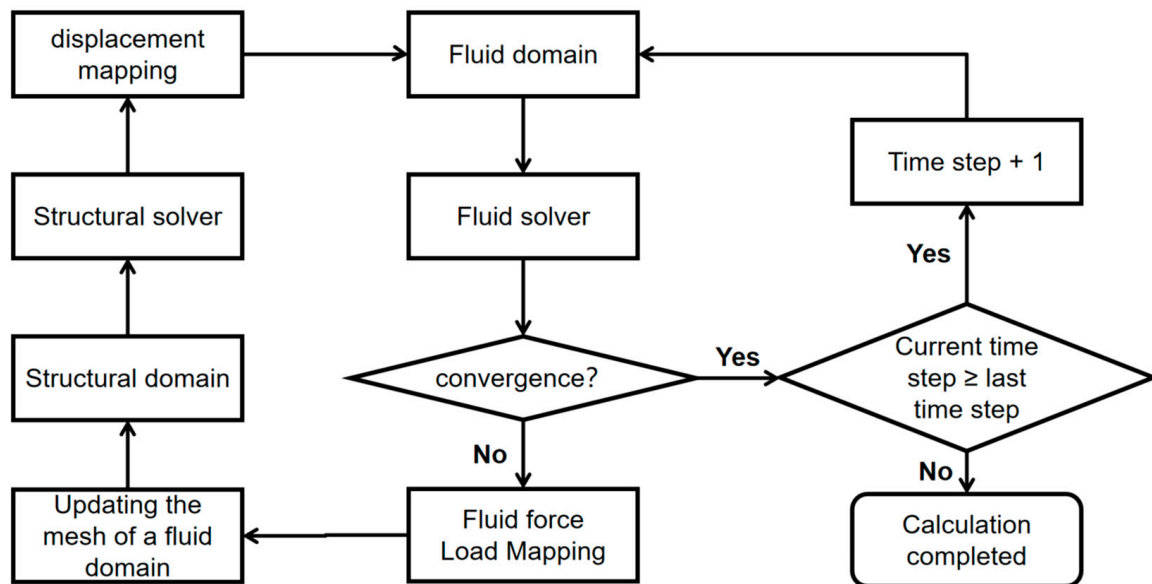 displacement
mapping
Fluid domain
Time step + 1
Structural solver
Fluid solver
Yes
Structural domain
convergence?
Yes
Current time
step ≥ last
time step
No
No
Updating the
mesh of a fluid
domain
Fluid force
Load Mapping
Calculation
completed